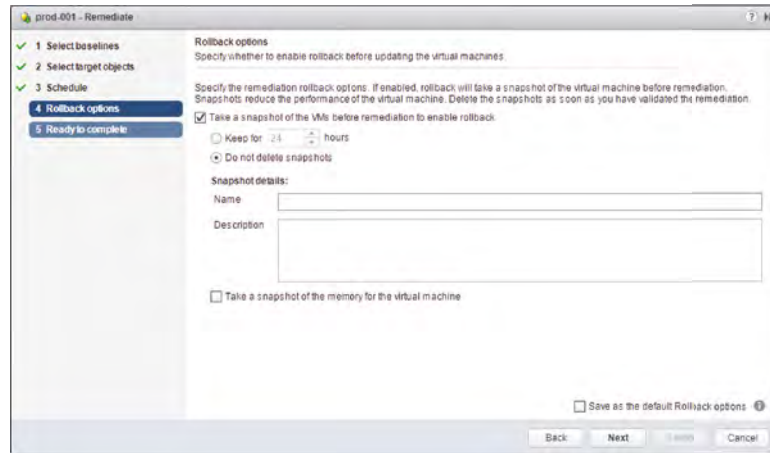 prod-001 - Remediate
?
1 Select baselines
2 Select target objects
3 Schedule
4 Rollback options
5 Ready to complete
Rollback options
Specify whether to enable rollback before updating the virtual machines.
Specify the remediation rollback options. If enabled, rollback will take a snapshot of the virtual machine before remediation.
Snapshots reduce the performance of the virtual machine. Delete the snapshots as soon as you have validated the remediation.
Take a snapshot of the VMs before remediation to enable rollback.
Keep for 24 hours
Do not delete snapshots
Snapshot details:
Name
Description
Take a snapshot of the memory for the virtual machine
Save as the default Rollback options
Back Next Cancel